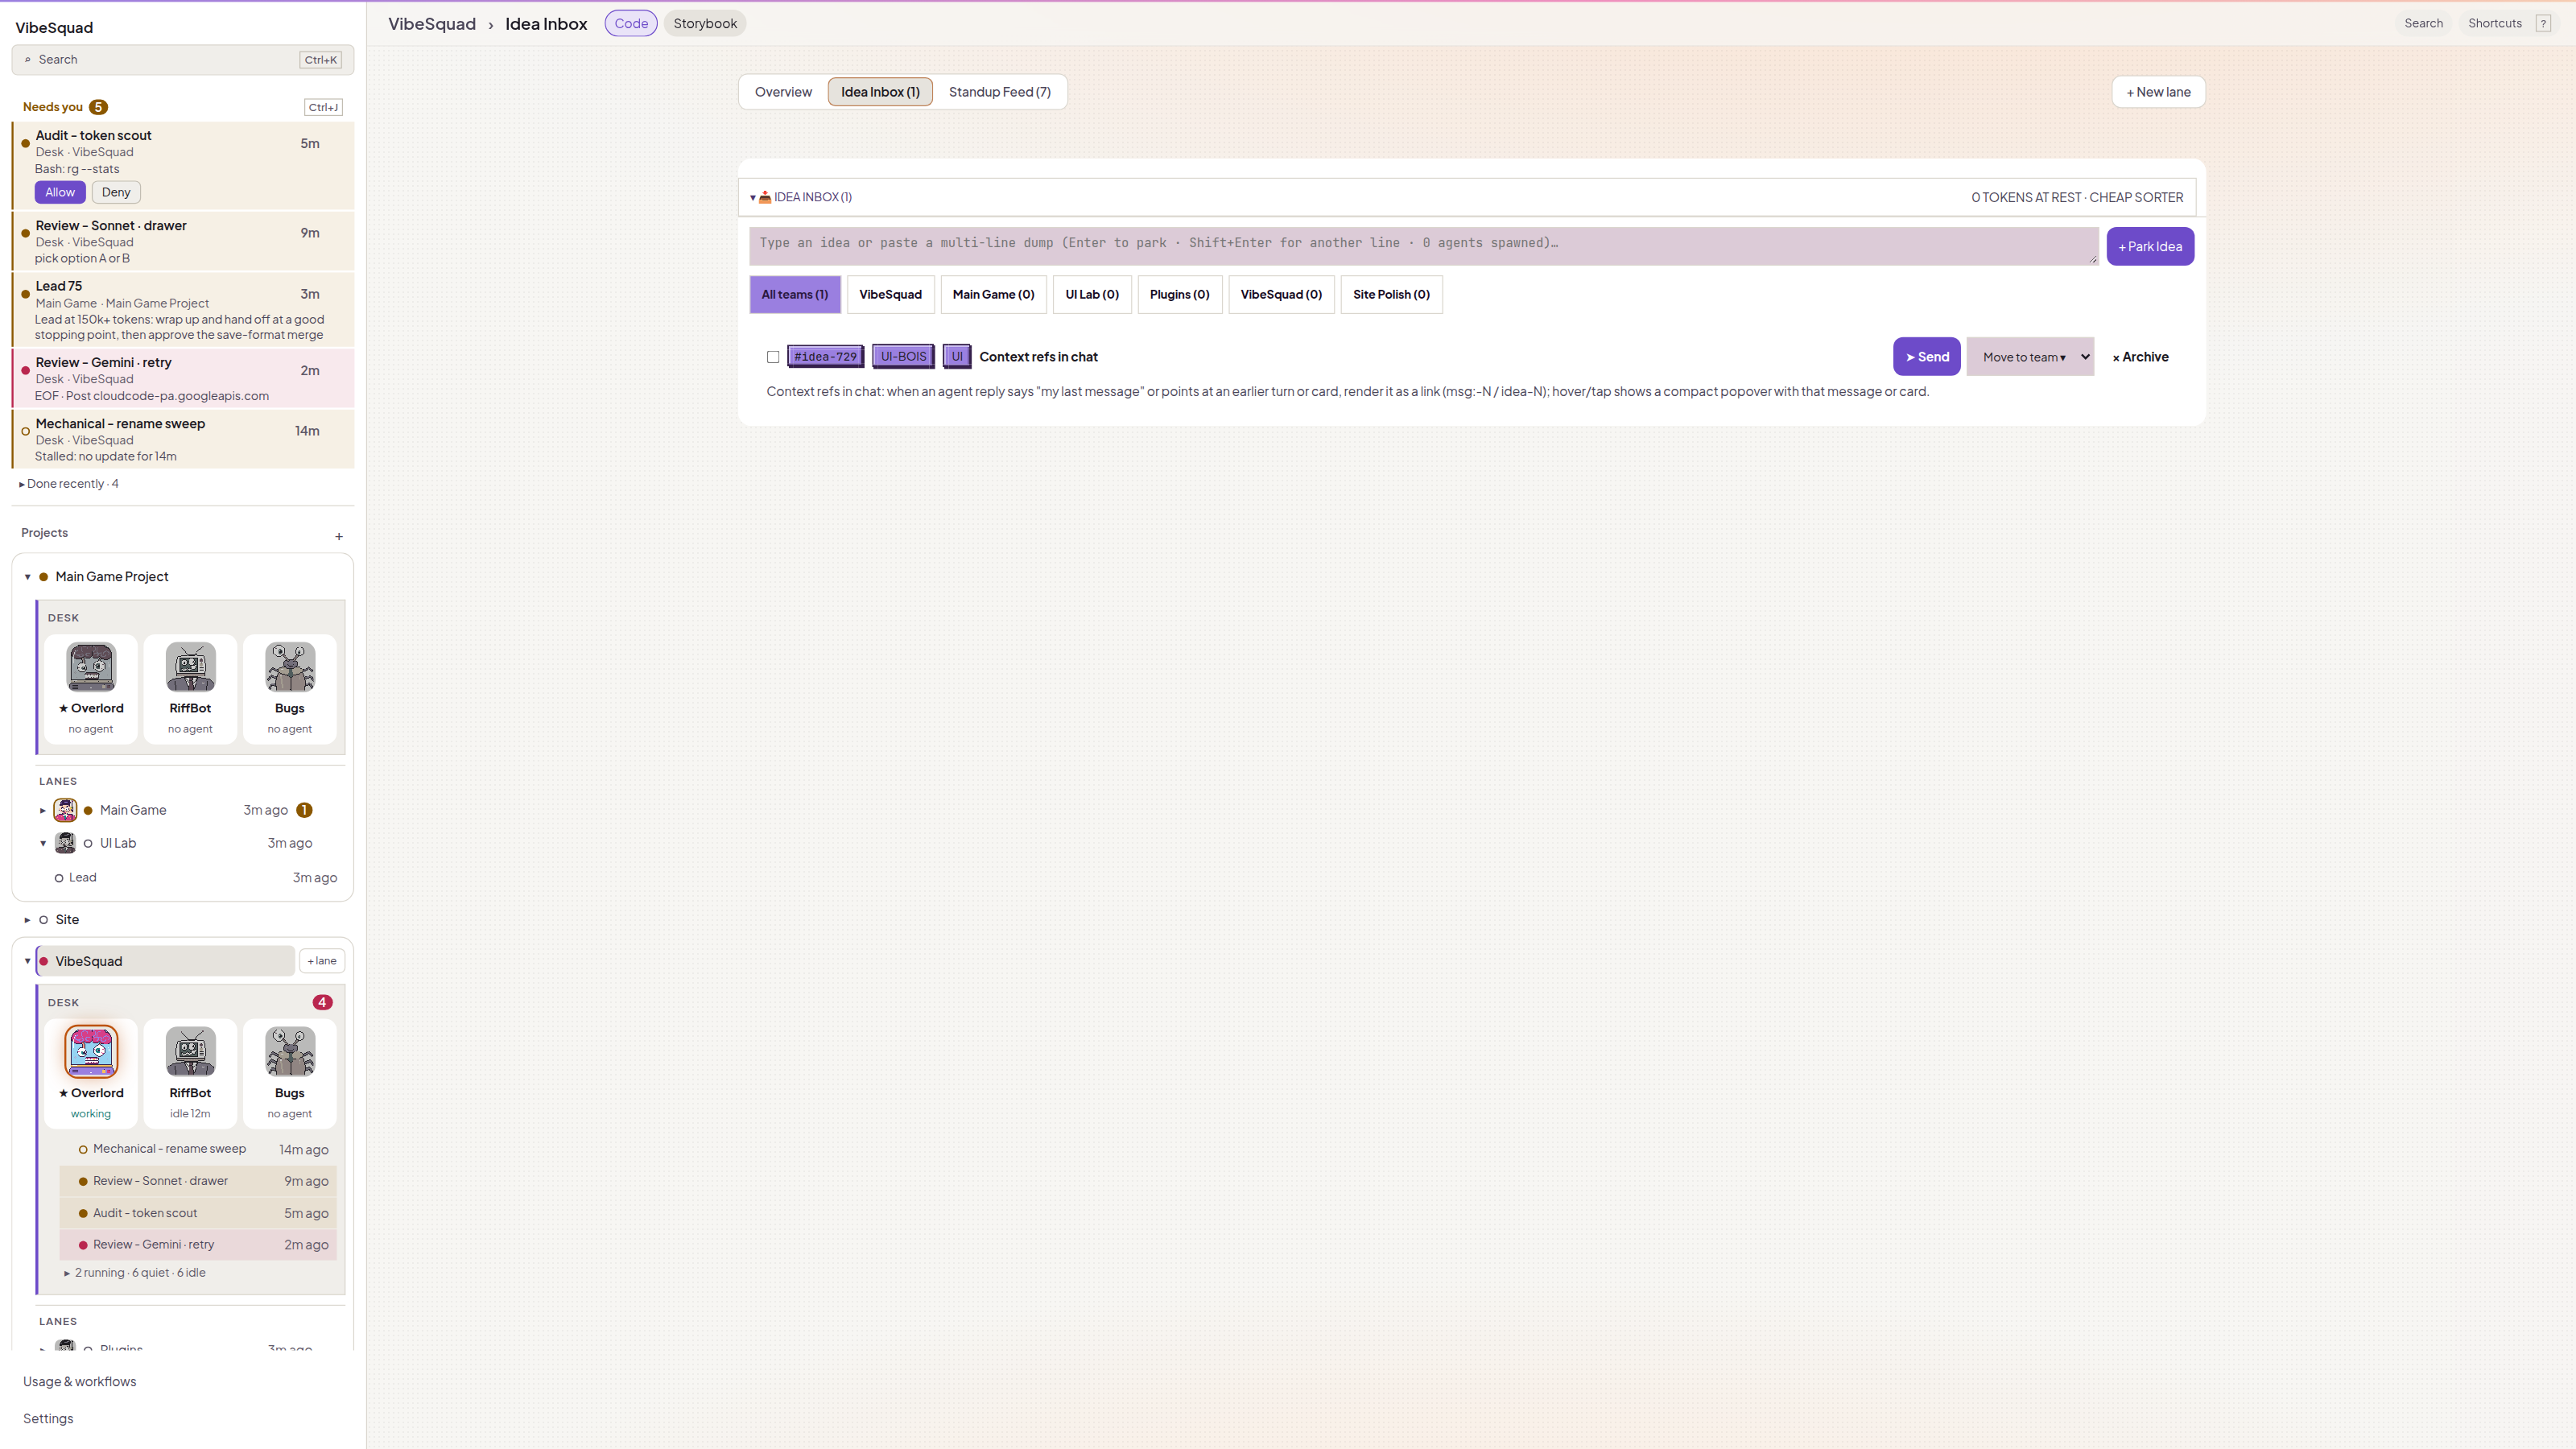 VibeSquad
Search Ctrl+K
Needs you 5 Ctrl+J
Audit – token scout 5m
Desk · VibeSquad
Bash: rg --stats
Allow Deny
Review – Sonnet · drawer 9m
Desk · VibeSquad
pick option A or B
Lead 75 3m
Main Game · Main Game Project
Lead at 150k+ tokens: wrap up and hand off at a good
stopping point, then approve the save-format merge
Review – Gemini · retry 2m
Desk · VibeSquad
EOF · Post cloudcode-pa.googleapis.com
Mechanical – rename sweep 14m
Desk · VibeSquad
Stalled: no update for 14m
▸ Done recently · 4
Projects +
▾ Main Game Project
DESK
★ Overlord RiffBot Bugs
no agent no agent no agent
LANES
▸ Main Game 3m ago 1
▾ UI Lab 3m ago
Lead 3m ago
▸ Site
▾ VibeSquad + lane
DESK 4
★ Overlord RiffBot Bugs
working idle 12m no agent
Mechanical – rename sweep 14m ago
Review – Sonnet · drawer 9m ago
Audit – token scout 5m ago
Review – Gemini · retry 2m ago
▸ 2 running · 6 quiet · 6 idle
LANES
Plugins 3m ago
Usage & workflows
Settings
VibeSquad › Idea Inbox Code Storybook Search Shortcuts ?
Overview Idea Inbox (1) Standup Feed (7) + New lane
▾ 📥 IDEA INBOX (1) 0 TOKENS AT REST · CHEAP SORTER
Type an idea or paste a multi-line dump (Enter to park · Shift+Enter for another line · 0 agents spawned)… + Park Idea
All teams (1) VibeSquad Main Game (0) UI Lab (0) Plugins (0) VibeSquad (0) Site Polish (0)
#idea-729 UI-BOIS UI Context refs in chat ➤ Send Move to team ▾ × Archive
Context refs in chat: when an agent reply says "my last message" or points at an earlier turn or card, render it as a link (msg:-N / idea-N); hover/tap shows a compact popover with that message or card.